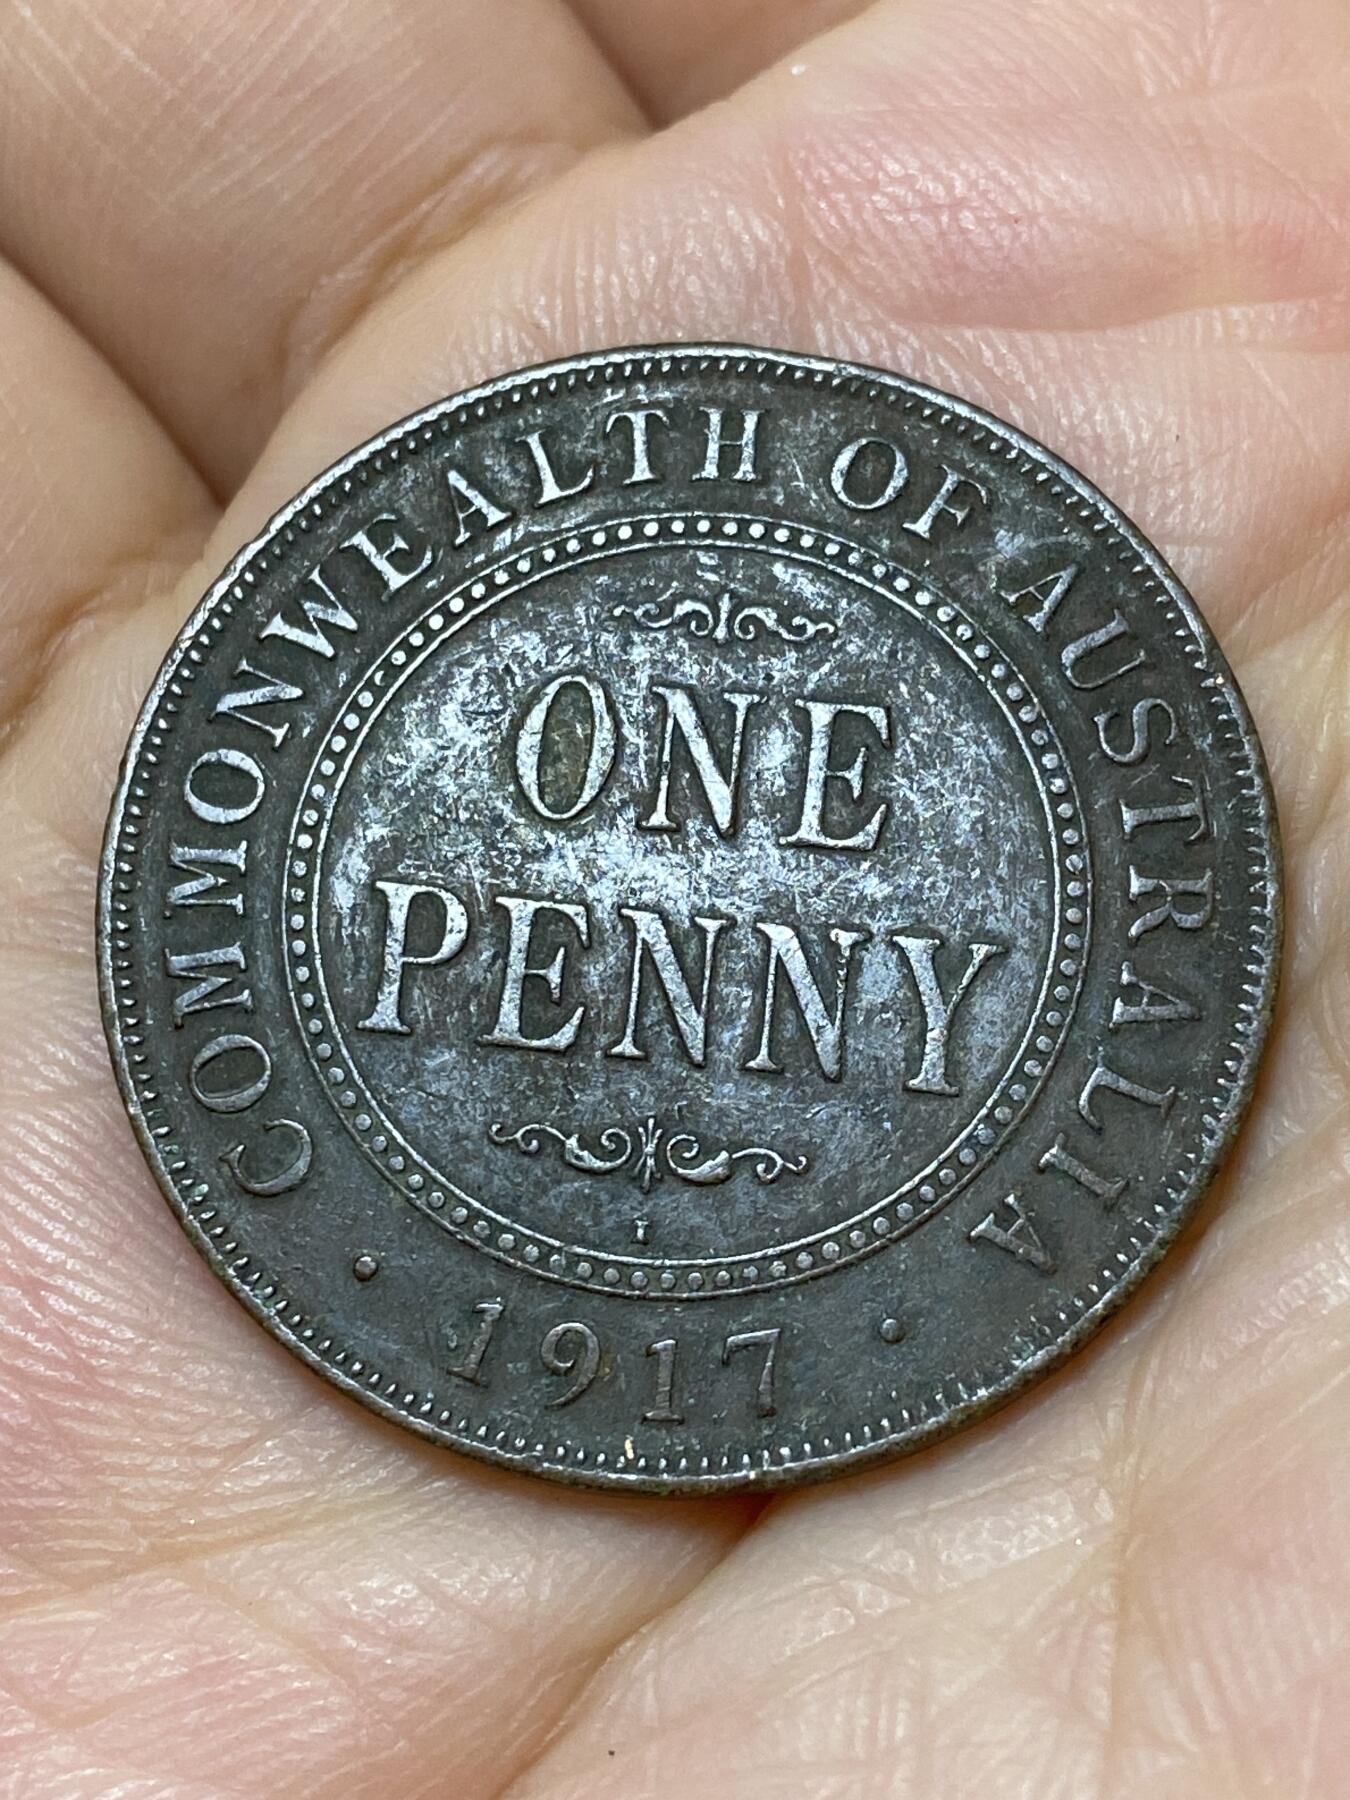 COMMONWEALTH OF AUSTRALIA
ONE
PENNY
I
· 1917 ·